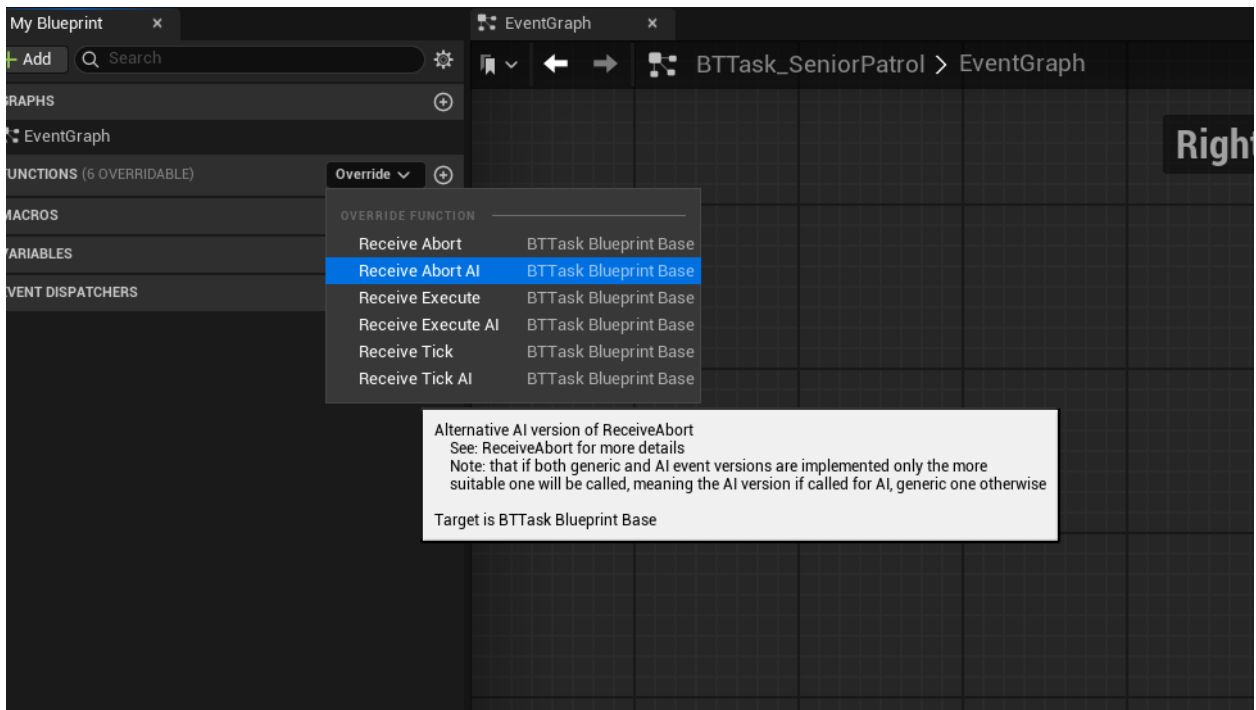 My Blueprint ×
EventGraph ×
+ Add
Search
BTTask_SeniorPatrol > EventGraph
GRAPHS
EventGraph
Right
FUNCTIONS (6 OVERRIDABLE)
Override
MACROS
VARIABLES
EVENT DISPATCHERS
OVERRIDE FUNCTION
Receive Abort BTTask Blueprint Base
Receive Abort AI BTTask Blueprint Base
Receive Execute BTTask Blueprint Base
Receive Execute AI BTTask Blueprint Base
Receive Tick BTTask Blueprint Base
Receive Tick AI BTTask Blueprint Base
Alternative AI version of ReceiveAbort
See: ReceiveAbort for more details
Note: that if both generic and AI event versions are implemented only the more
suitable one will be called, meaning the AI version if called for AI, generic one otherwise
Target is BTTask Blueprint Base